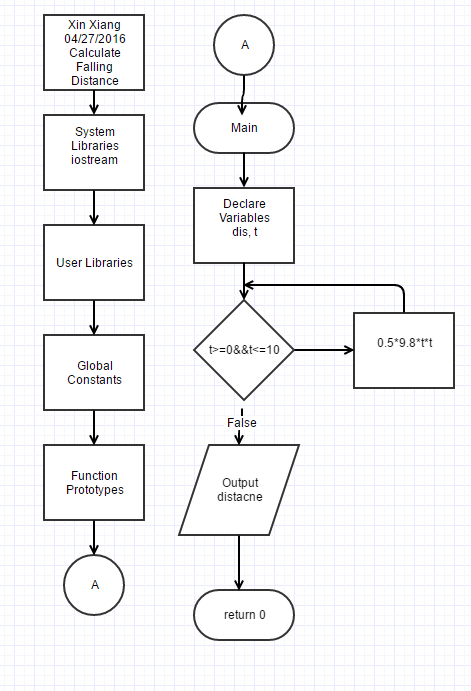 Xin Xiang
04/27/2016
Calculate
Falling
Distance
System
Libraries
iostream
User Libraries
Global
Constants
Function
Prototypes
A
A
Main
Declare
Variables
dis, t
t>=0&&t<=10
0.5*9.8*t*t
False
Output
distacne
return 0